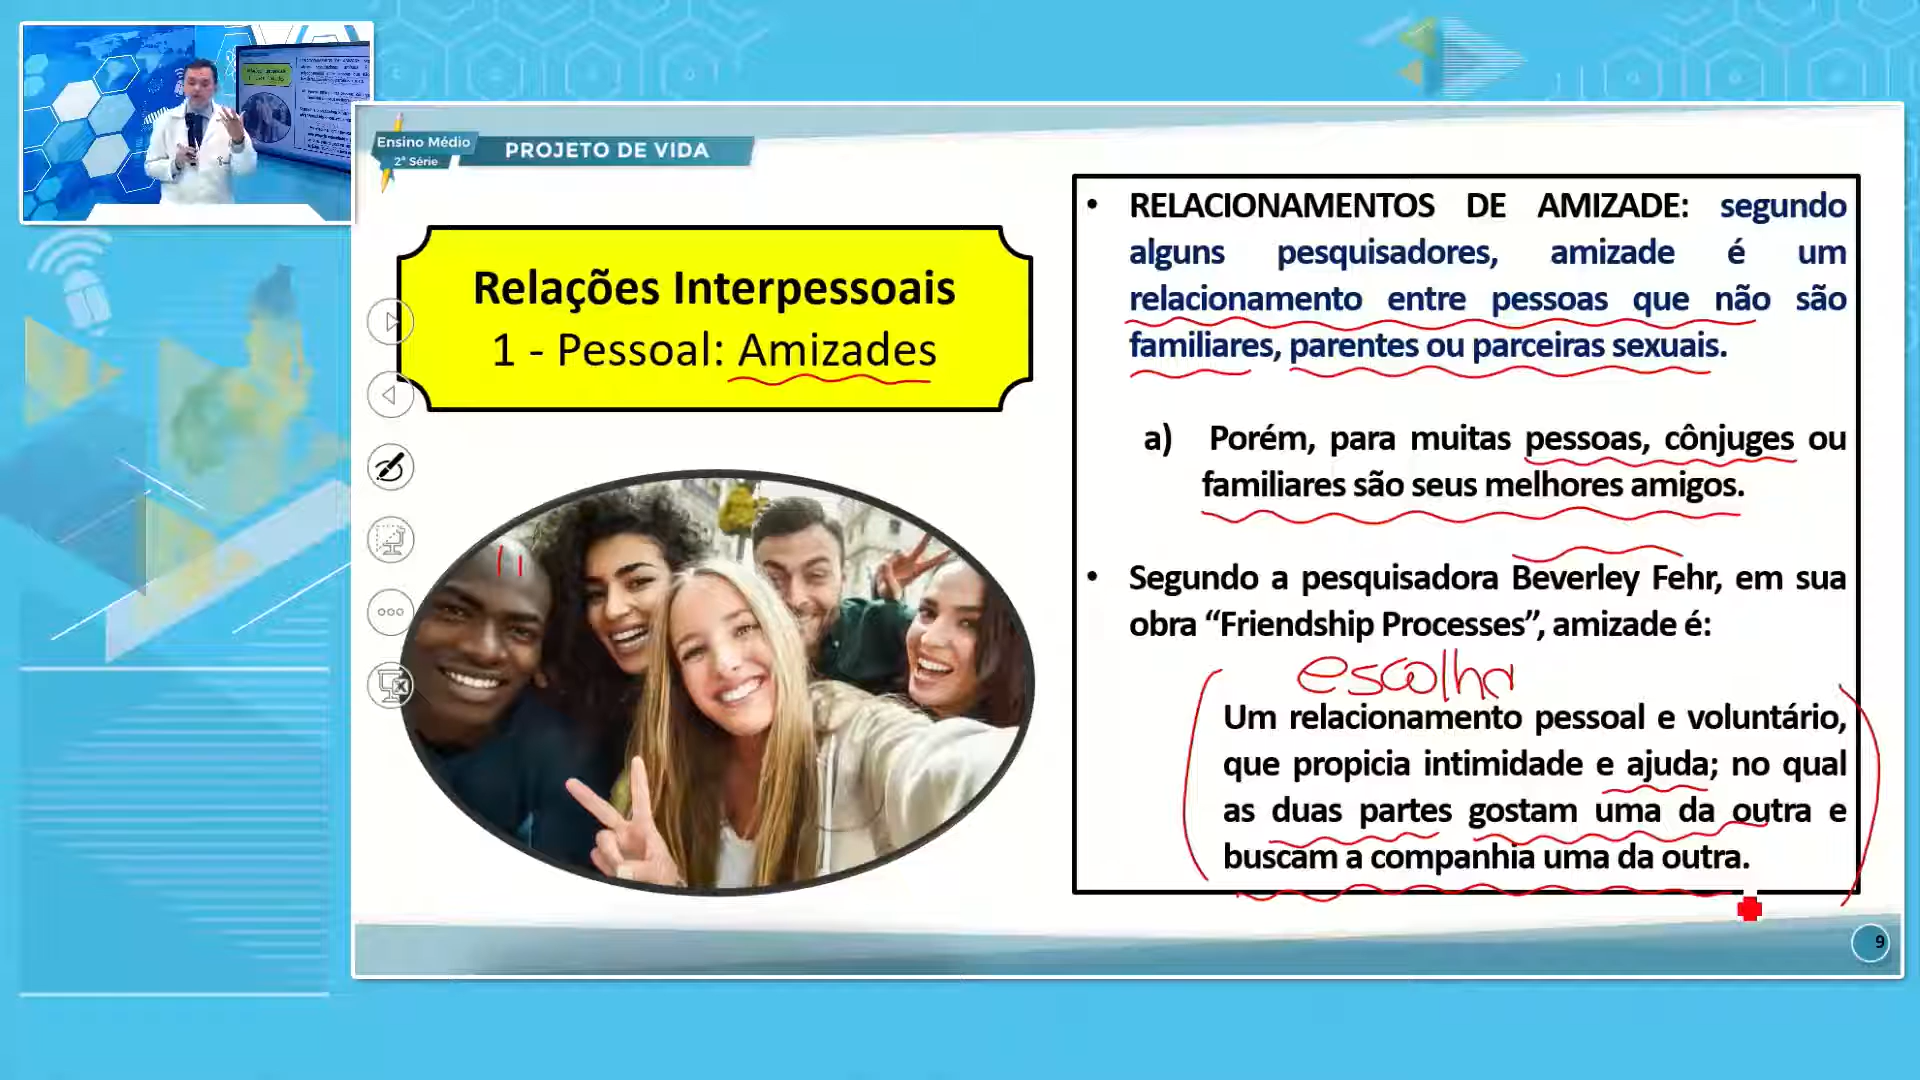 Ensino Médio
2ª Série
PROJETO DE VIDA
Relações Interpessoais
1 - Pessoal: Amizades
• RELACIONAMENTOS DE AMIZADE: segundo
alguns pesquisadores, amizade é um
relacionamento entre pessoas que não são
familiares, parentes ou parceiras sexuais.
a) Porém, para muitas pessoas, cônjuges ou
familiares são seus melhores amigos.
• Segundo a pesquisadora Beverley Fehr, em sua
obra “Friendship Processes”, amizade é:
escolha
Um relacionamento pessoal e voluntário,
que propicia intimidade e ajuda; no qual
as duas partes gostam uma da outra e
buscam a companhia uma da outra.
9